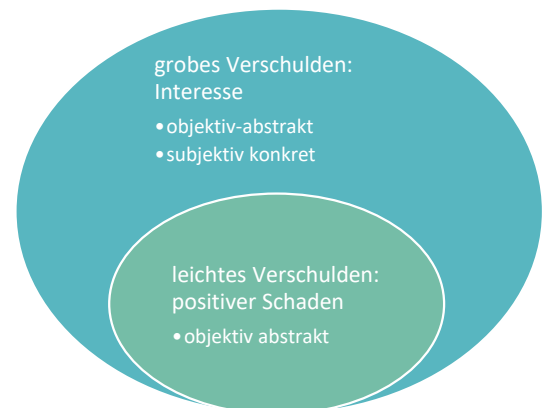 grobes Verschulden:
Interesse
•objektiv-abstrakt
•subjektiv konkret
leichtes Verschulden:
positiver Schaden
•objektiv abstrakt